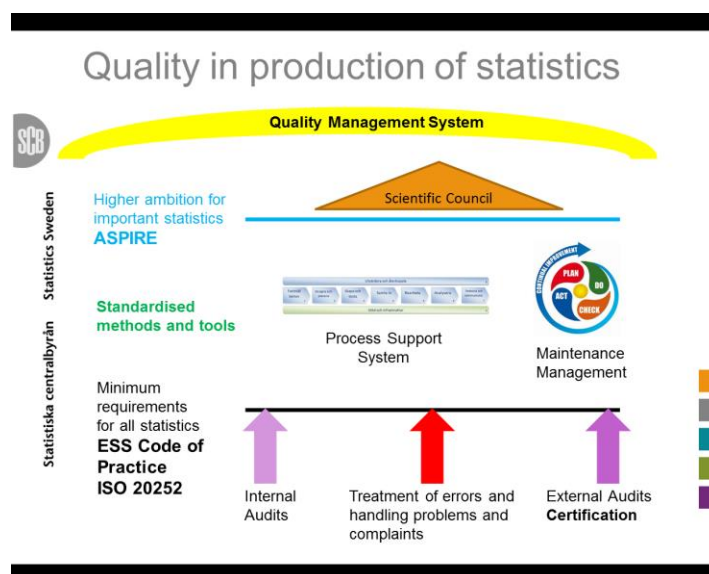 Quality in production of statistics
SCB
Quality Management System
Statistics Sweden
Statistiska centralbyrån
Higher ambition for
important statistics
ASPIRE
Scientific Council
Standardised
methods and tools
Process Support
System
CONTINUAL IMPROVEMENT
PLAN
DO
CHECK
ACT
Maintenance
Management
Minimum
requirements
for all statistics
ESS Code of
Practice
ISO 20252
Internal
Audits
Treatment of errors and
handling problems and
complaints
External Audits
Certification